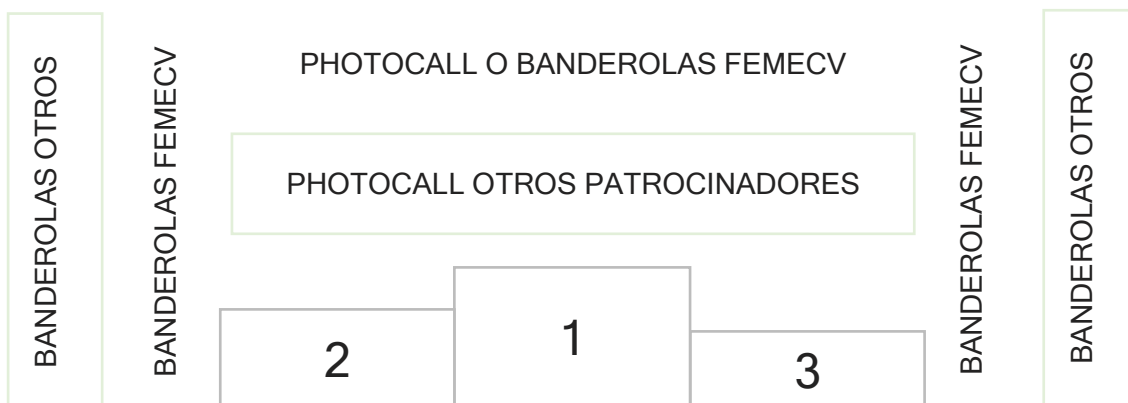 BANDEROLAS OTROS
BANDEROLAS FEMECV
PHOTOCALL O BANDEROLAS FEMECV
PHOTOCALL OTROS PATROCINADORES
2
1
3
BANDEROLAS FEMECV
BANDEROLAS OTROS